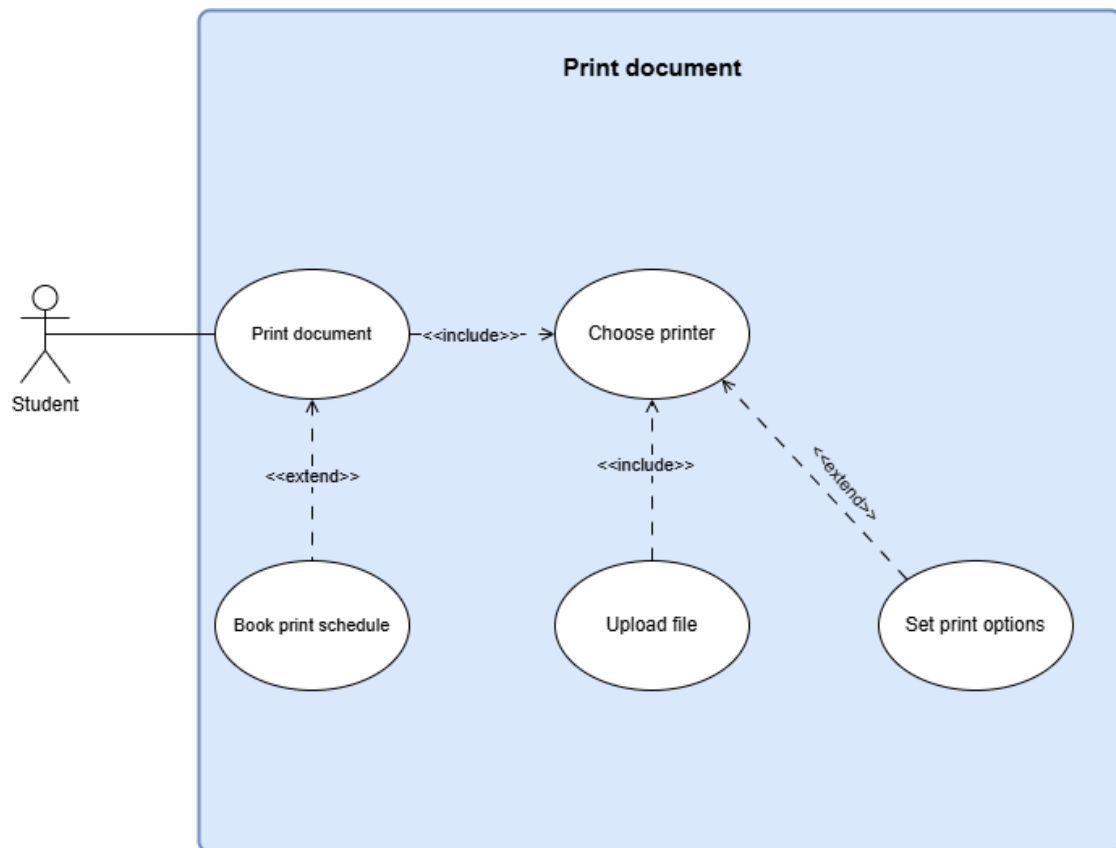 Print document
Print document
<<include>>
Choose printer
Student
<<extend>>
<<include>>
<<extend>>
Book print schedule
Upload file
Set print options